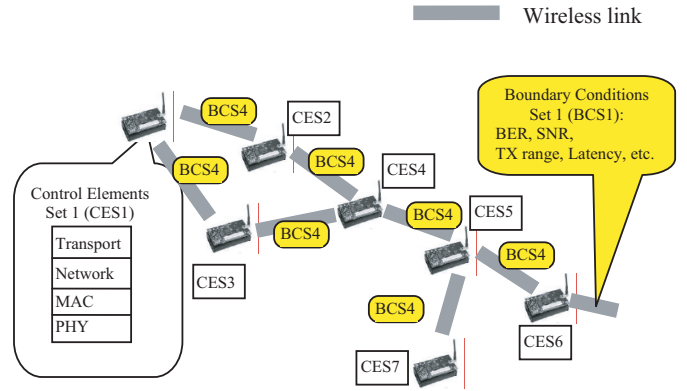 Wireless link
BCS4
CES2
Boundary Conditions
Set 1 (BCS1):
BER, SNR,
TX range, Latency, etc.
BCS4
BCS4
CES4
Control Elements
Set 1 (CES1)
Transport
Network
MAC
PHY
BCS4
BCS4
CES5
CES3
BCS4
BCS4
CES6
CES7